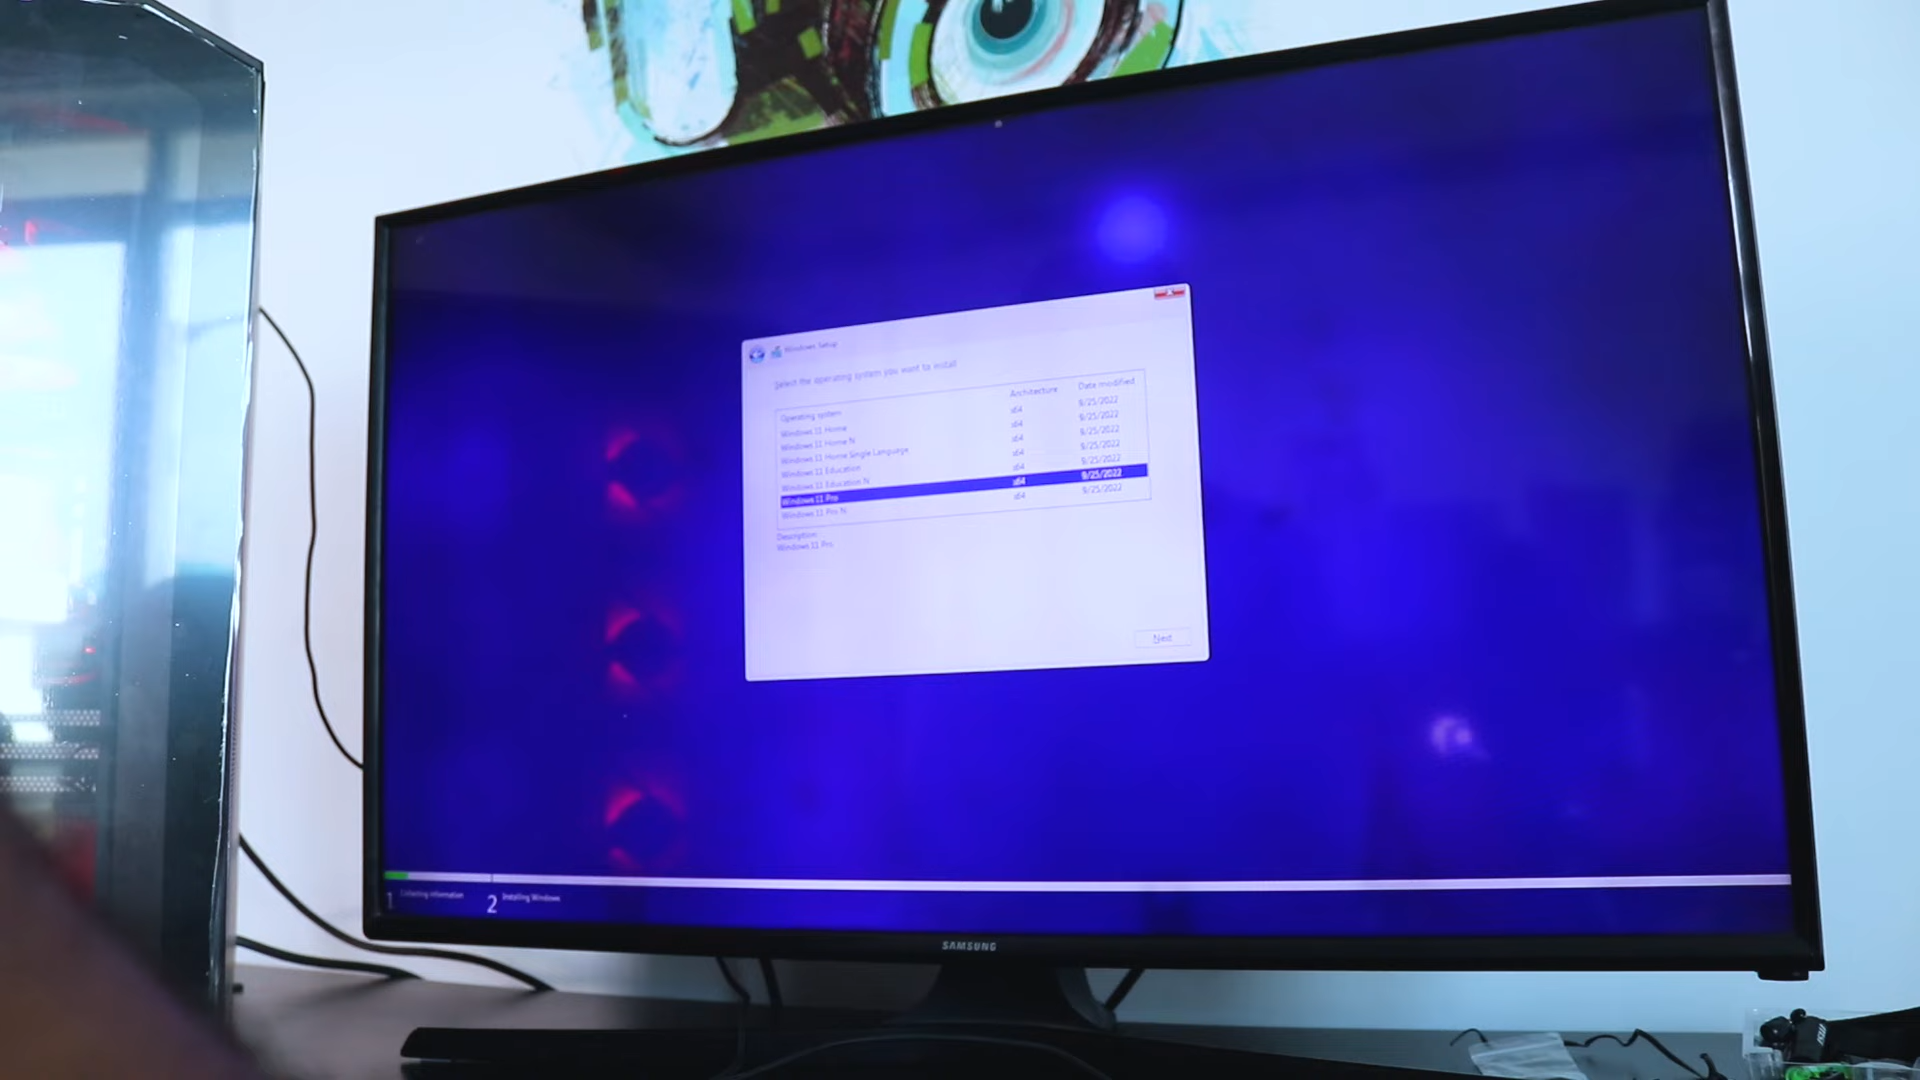 Windows Setup
Select the operating system you want to install
Operating system Architecture Date modified
Windows 11 Home x64 9/25/2022
Windows 11 Home N x64 9/25/2022
Windows 11 Home Single Language x64 9/25/2022
Windows 11 Education x64 9/25/2022
Windows 11 Education N x64 9/25/2022
Windows 11 Pro x64 9/25/2022
Windows 11 Pro N x64 9/25/2022
Description:
Windows 11 Pro
Next
1 Collecting information 2 Installing Windows
SAMSUNG